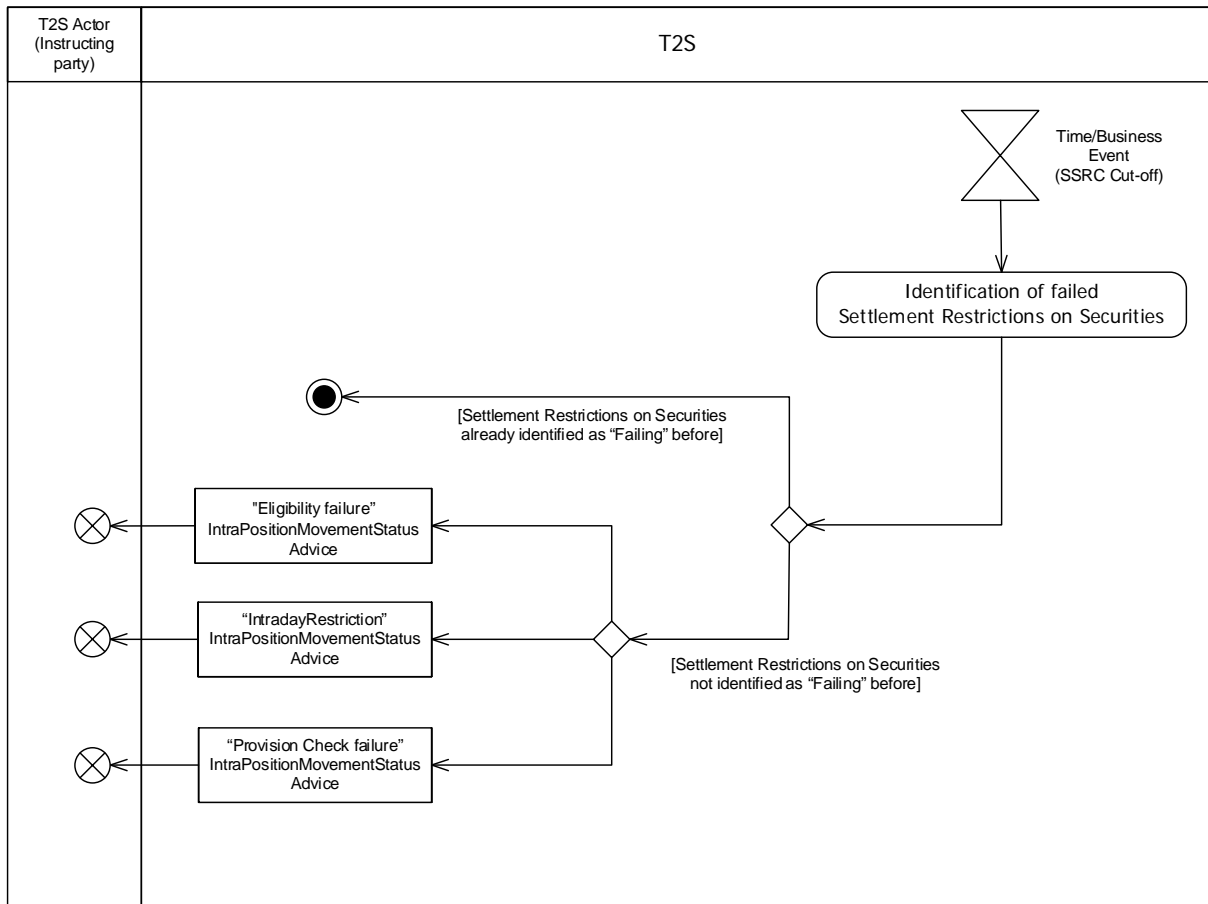 T2S Actor
(Instructing
party)
T2S
Time/Business
Event
(SSRC Cut-off)
Identification of failed
Settlement Restrictions on Securities
[Settlement Restrictions on Securities
already identified as “Failing” before]
"Eligibility failure”
IntraPositionMovementStatus
Advice
“IntradayRestriction”
IntraPositionMovementStatus
Advice
[Settlement Restrictions on Securities
not identified as “Failing” before]
“Provision Check failure”
IntraPositionMovementStatus
Advice